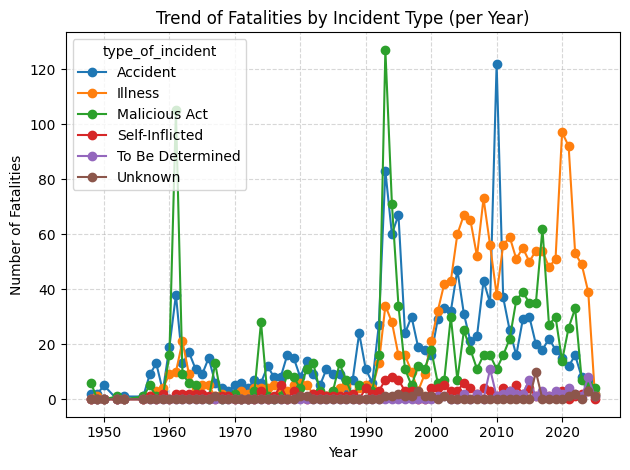 Trend of Fatalities by Incident Type (per Year)
type_of_incident
Accident
Illness
Malicious Act
Self-Inflicted
To Be Determined
Unknown
Number of Fatalities
120
100
80
60
40
20
0
1950 1960 1970 1980 1990 2000 2010 2020
Year